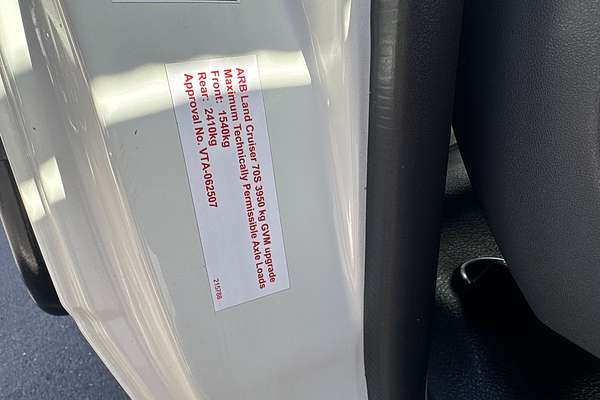 ARB Land Cruiser 70S 3950 kg GVM upgrade
Maximum Technically Permissible Axle Loads
Front: 1540kg
Rear: 2410kg
Approval No. VTA-062507
215786